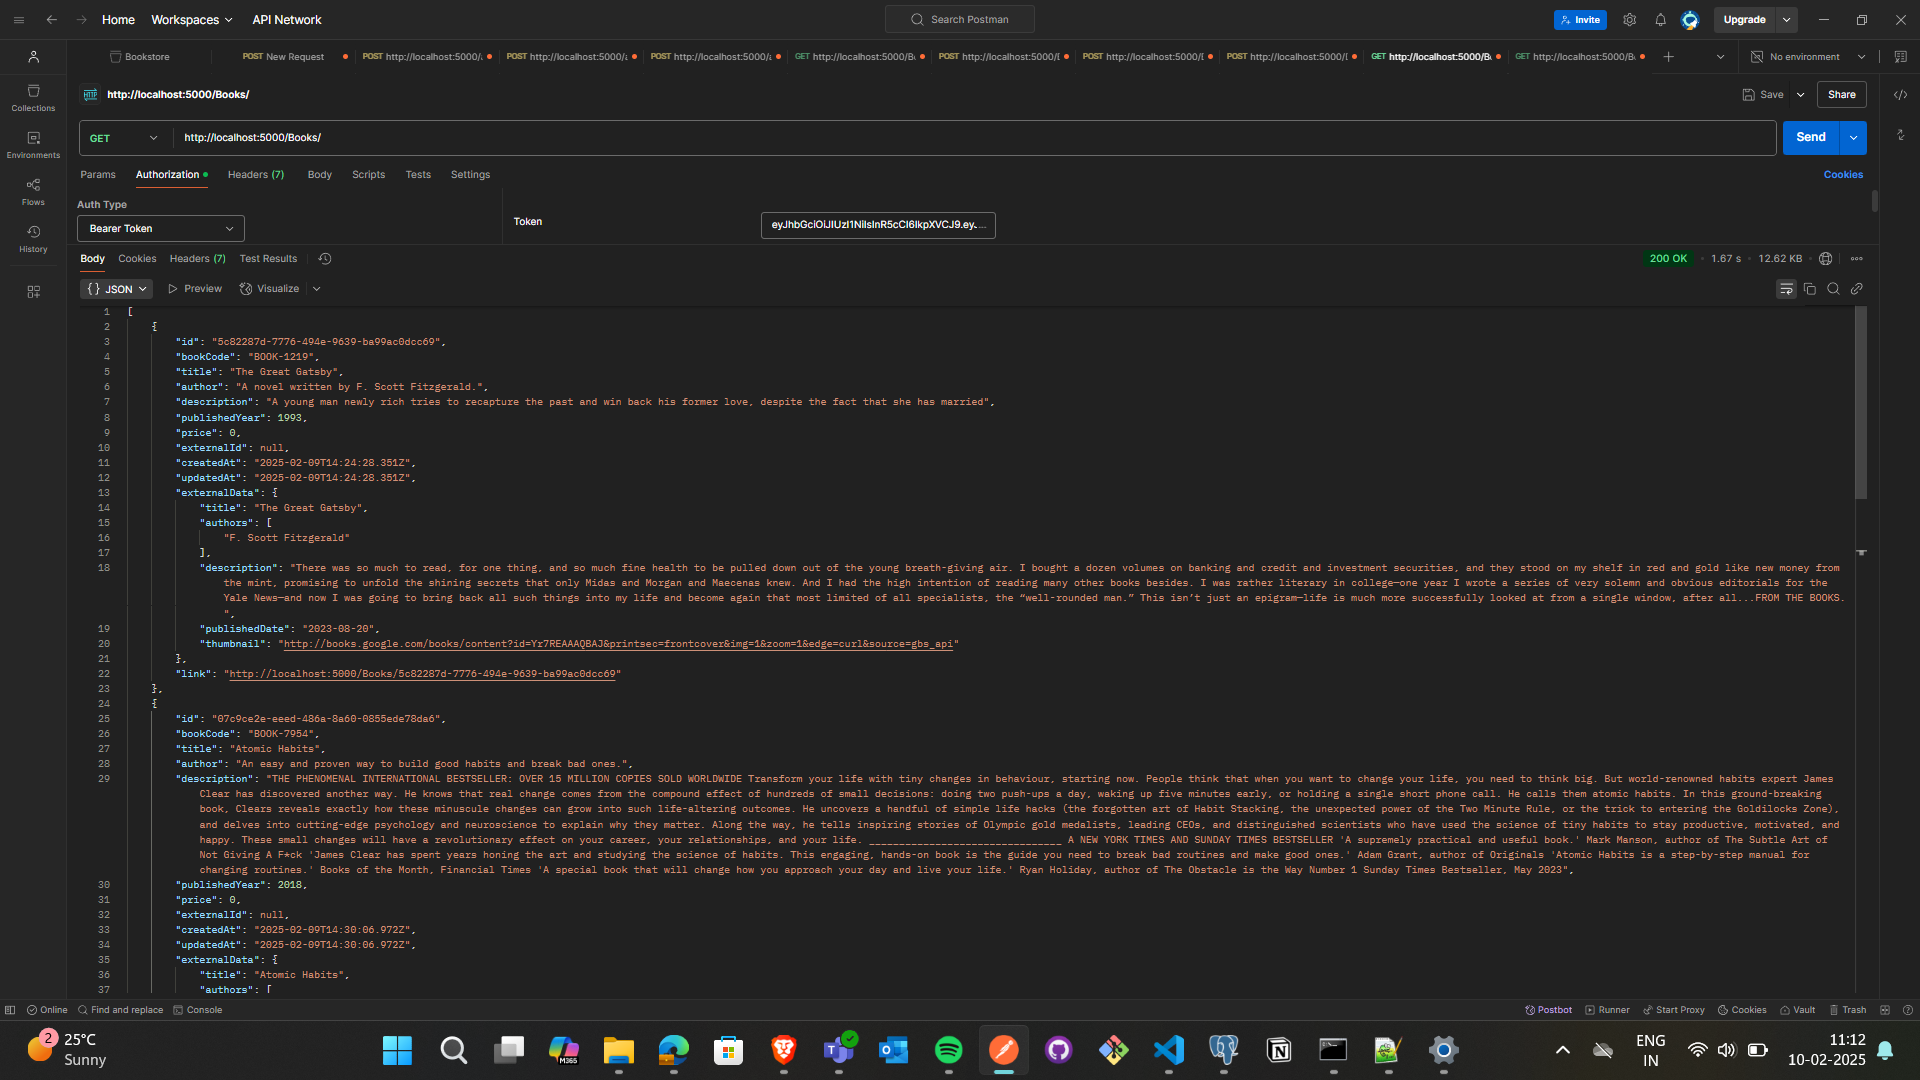 Home Workspaces API Network Search Postman Invite Upgrade
Bookstore POST New Request POST http://localhost:5000/ POST http://localhost:5000/ POST http://localhost:5000/ GET http://localhost:5000/B POST http://localhost:5000/ POST http://localhost:5000/ POST http://localhost:5000/ GET http://localhost:5000/B GET http://localhost:5000/B No environment
Collections
Environments
Flows
History
HTTP http://localhost:5000/Books/ Save Share
GET http://localhost:5000/Books/ Send
Params Authorization Headers (7) Body Scripts Tests Settings Cookies
Auth Type
Bearer Token
Token
Body Cookies Headers (7) Test Results 200 OK 1.67 s 12.62 KB
{} JSON Preview Visualize
1 [
2 {
3 "id": "5c82287d-7776-494e-9639-ba99ac0dcc69",
4 "bookCode": "BOOK-1219",
5 "title": "The Great Gatsby",
6 "author": "A novel written by F. Scott Fitzgerald.",
7 "description": "A young man newly rich tries to recapture the past and win back his former love, despite the fact that she has married",
8 "publishedYear": 1993,
9 "price": 0,
10 "externalId": null,
11 "createdAt": "2025-02-09T14:24:28.351Z",
12 "updatedAt": "2025-02-09T14:24:28.351Z",
13 "externalData": {
14 "title": "The Great Gatsby",
15 "authors": [
16 "F. Scott Fitzgerald"
17 ],
18 "description": "There was so much to read, for one thing, and so much fine health to be pulled down out of the young breath-giving air. I bought a dozen volumes on banking and credit and investment securities, and they stood on my shelf in red and gold like new money from
the mint, promising to unfold the shining secrets that only Midas and Morgan and Maecenas knew. And I had the high intention of reading many other books besides. I was rather literary in college—one year I wrote a series of very solemn and obvious editorials for the
Yale News—and now I was going to bring back all such things into my life and become again that most limited of all specialists, the “well-rounded man.” This isn’t just an epigram—life is much more successfully looked at from a single window, after all...FROM THE BOOKS.
",
19 "publishedDate": "2023-08-20",
20 "thumbnail": "http://books.google.com/books/content?id=Yr7REAAAQBAJ&printsec=frontcover&img=1&zoom=1&edge=curl&source=gbs_api"
21 },
22 "link": "http://localhost:5000/Books/5c82287d-7776-494e-9639-ba99ac0dcc69"
23 },
24 {
25 "id": "07c9ce2e-eeed-486a-8a60-0855ede78da6",
26 "bookCode": "BOOK-7954",
27 "title": "Atomic Habits",
28 "author": "An easy and proven way to build good habits and break bad ones.",
29 "description": "THE PHENOMENAL INTERNATIONAL BESTSELLER: OVER 15 MILLION COPIES SOLD WORLDWIDE Transform your life with tiny changes in behaviour, starting now. People think that when you want to change your life, you need to think big. But world-renowned habits expert James
Clear has discovered another way. He knows that real change comes from the compound effect of hundreds of small decisions: doing two push-ups a day, waking up five minutes early, or holding a single short phone call. He calls them atomic habits. In this ground-breaking
book, Clears reveals exactly how these minuscule changes can grow into such life-altering outcomes. He uncovers a handful of simple life hacks (the forgotten art of Habit Stacking, the unexpected power of the Two Minute Rule, or the trick to entering the Goldilocks Zone),
and delves into cutting-edge psychology and neuroscience to explain why they matter. Along the way, he tells inspiring stories of Olympic gold medalists, leading CEOs, and distinguished scientists who have used the science of tiny habits to stay productive, motivated, and
happy. These small changes will have a revolutionary effect on your career, your relationships, and your life. ________________________________ A NEW YORK TIMES AND SUNDAY TIMES BESTSELLER 'A supremely practical and useful book.' Mark Manson, author of The Subtle Art of
Not Giving A F*ck 'James Clear has spent years honing the art and studying the science of habits. This engaging, hands-on book is the guide you need to break bad routines and make good ones.' Adam Grant, author of Originals 'Atomic Habits is a step-by-step manual for
changing routines.' Books of the Month, Financial Times 'A special book that will change how you approach your day and live your life.' Ryan Holiday, author of The Obstacle is the Way Number 1 Sunday Times Bestseller, May 2023",
30 "publishedYear": 2018,
31 "price": 0,
32 "externalId": null,
33 "createdAt": "2025-02-09T14:30:06.972Z",
34 "updatedAt": "2025-02-09T14:30:06.972Z",
35 "externalData": {
36 "title": "Atomic Habits",
37 "authors": [
Online Find and replace Console Postbot Runner Start Proxy Cookies Vault Trash
2 25°C
Sunny
M365
ENG
IN
11:12
10-02-2025